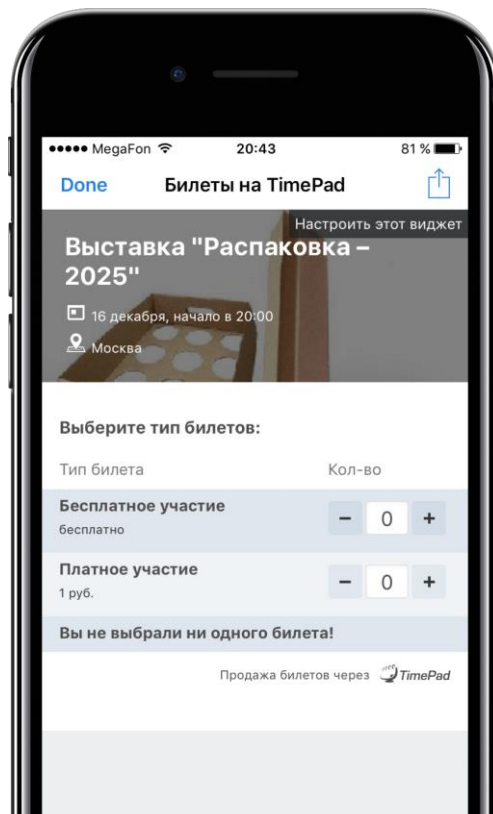 MegaFon 20:43 81 %
Done Билеты на TimePad
Настроить этот виджет
Выставка "Распаковка –
2025"
16 декабря, начало в 20:00
Москва
Выберите тип билетов:
Тип билета Кол-во
Бесплатное участие
бесплатно
− 0 +
Платное участие
1 руб.
− 0 +
Вы не выбрали ни одного билета!
Продажа билетов через TimePad